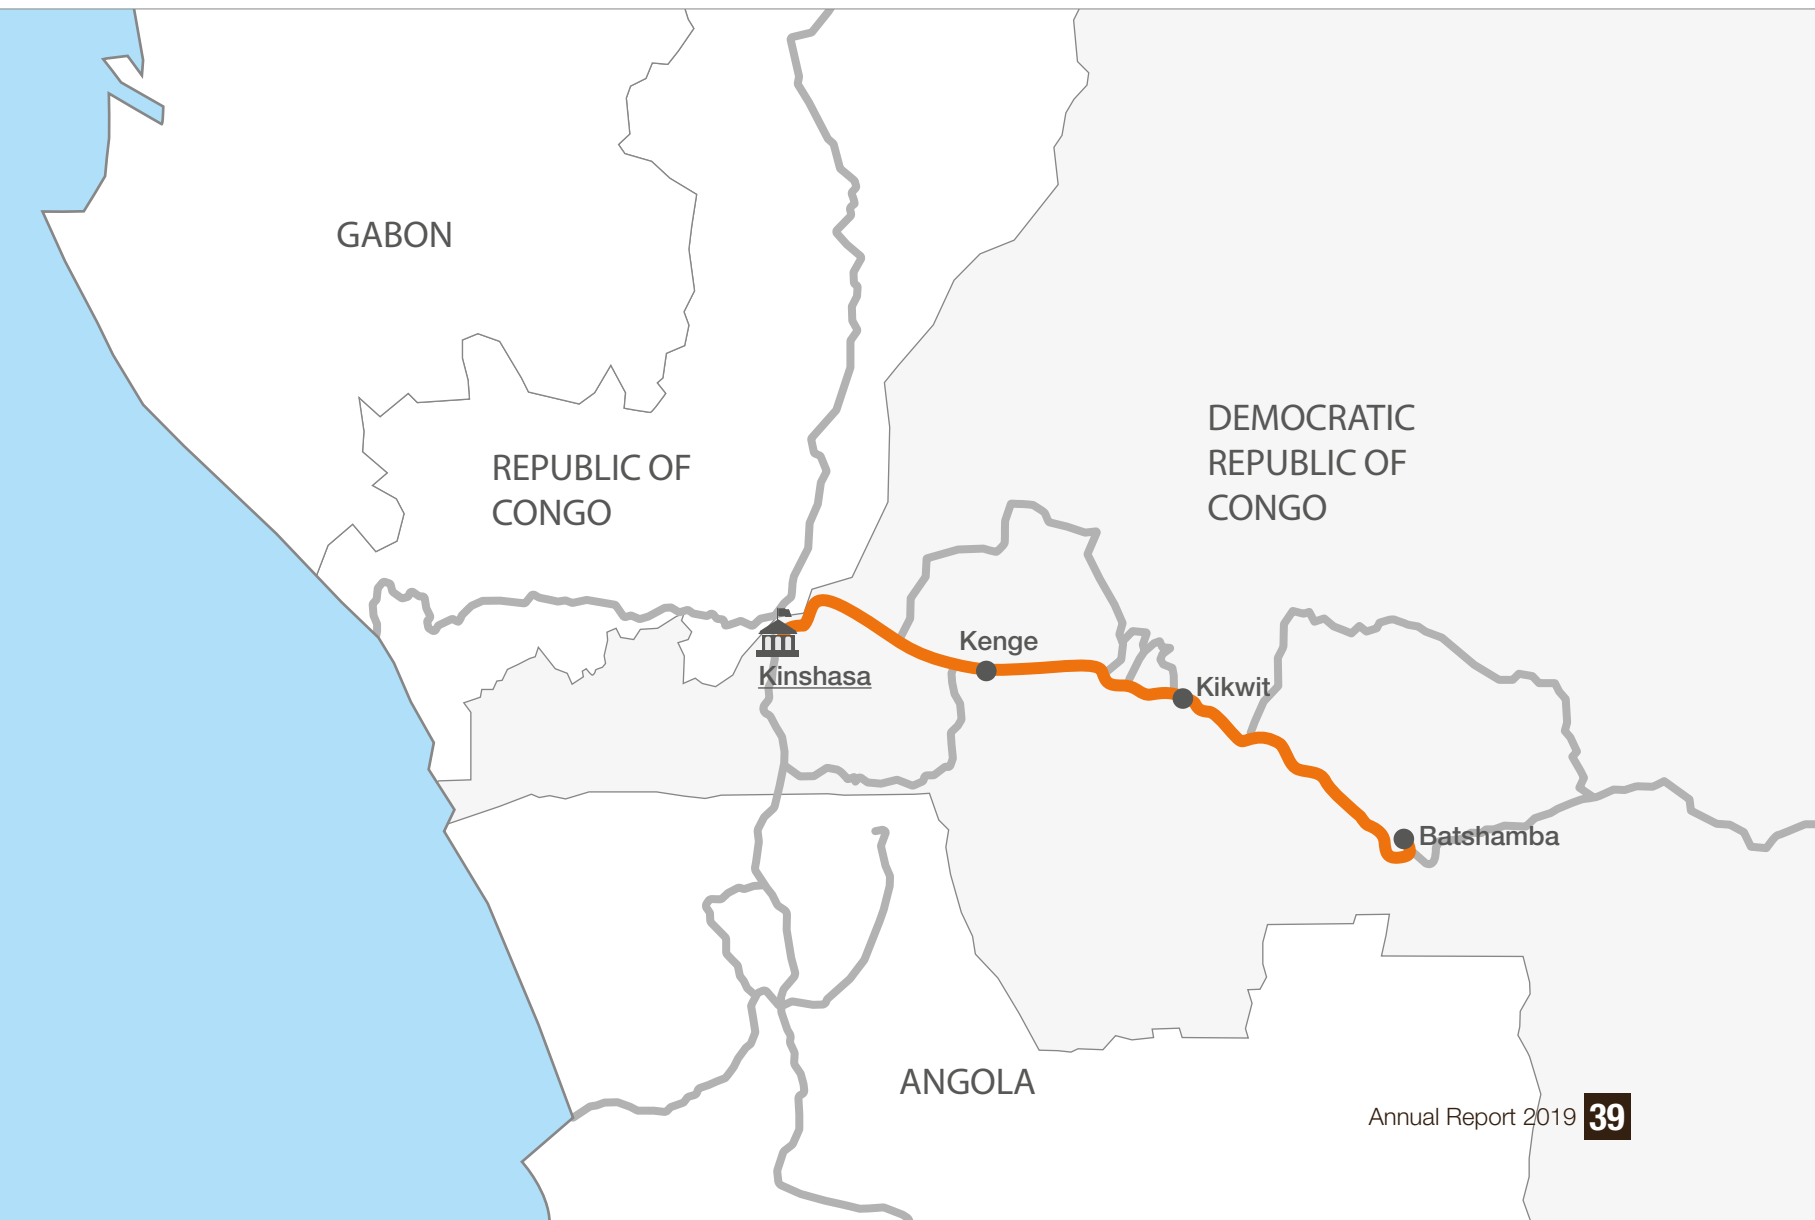 GABON
DEMOCRATIC
REPUBLIC OF
CONGO
REPUBLIC OF
CONGO
Kenge
Kinshasa
Kikwit
Batshamba
ANGOLA
Annual Report 2019 39